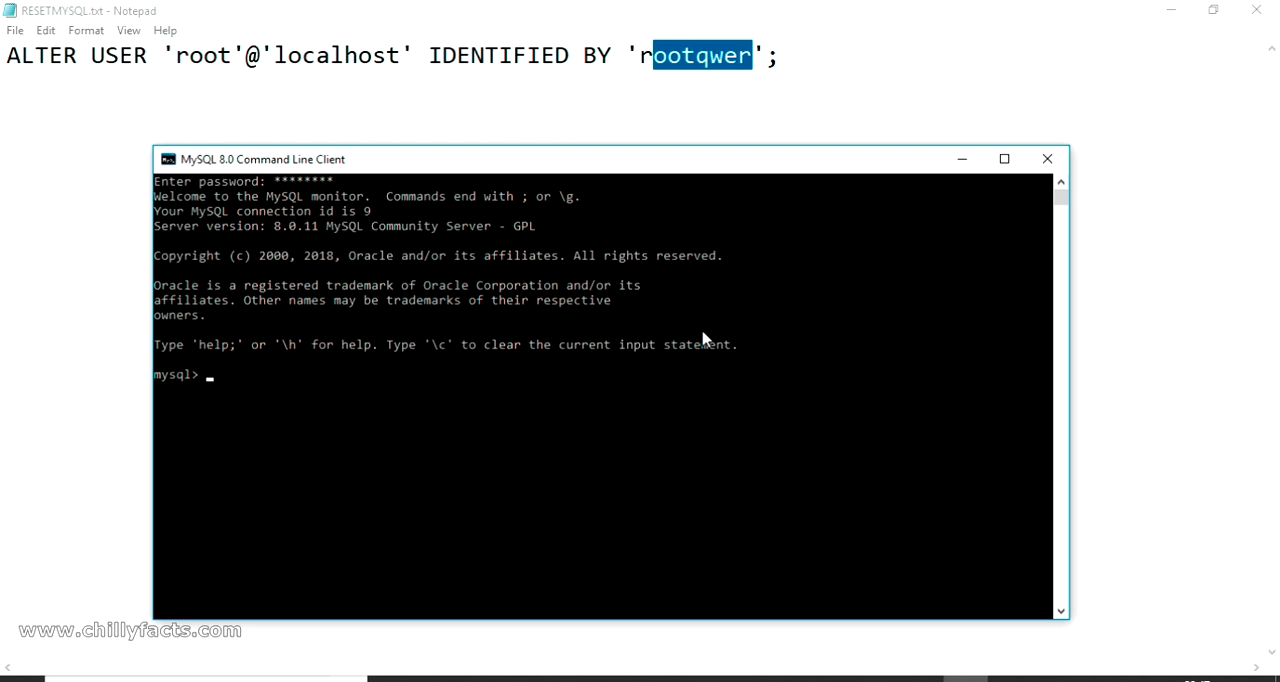 RESETMYSQL.txt - Notepad
File Edit Format View Help
ALTER USER 'root'@'localhost' IDENTIFIED BY 'rootqwer';
MySQL 8.0 Command Line Client
Enter password: ********
Welcome to the MySQL monitor.  Commands end with ; or \g.
Your MySQL connection id is 9
Server version: 8.0.11 MySQL Community Server - GPL
Copyright (c) 2000, 2018, Oracle and/or its affiliates. All rights reserved.
Oracle is a registered trademark of Oracle Corporation and/or its
affiliates. Other names may be trademarks of their respective
owners.
Type 'help;' or '\h' for help. Type '\c' to clear the current input statement.
mysql>
www.chillyfacts.com